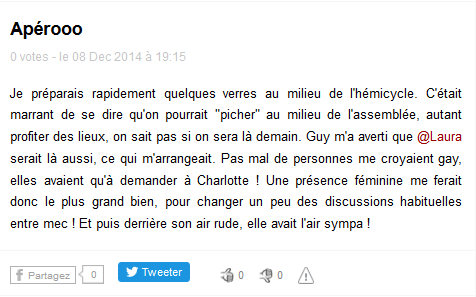 Apérooo
0 votes - le 08 Dec 2014 à 19:15
Je préparais rapidement quelques verres au milieu de l'hémicycle. C'était
marrant de se dire qu'on pourrait "picher" au milieu de l'assemblée, autant
profiter des lieux, on sait pas si on sera là demain. Guy m'a averti que @Laura
serait là aussi, ce qui m'arrangeait. Pas mal de personnes me croyaient gay,
elles avaient qu'à demander à Charlotte ! Une présence féminine me ferait
donc le plus grand bien, pour changer un peu des discussions habituelles
entre mec ! Et puis derrière son air rude, elle avait l'air sympa !
Partagez 0 Tweeter 0 0